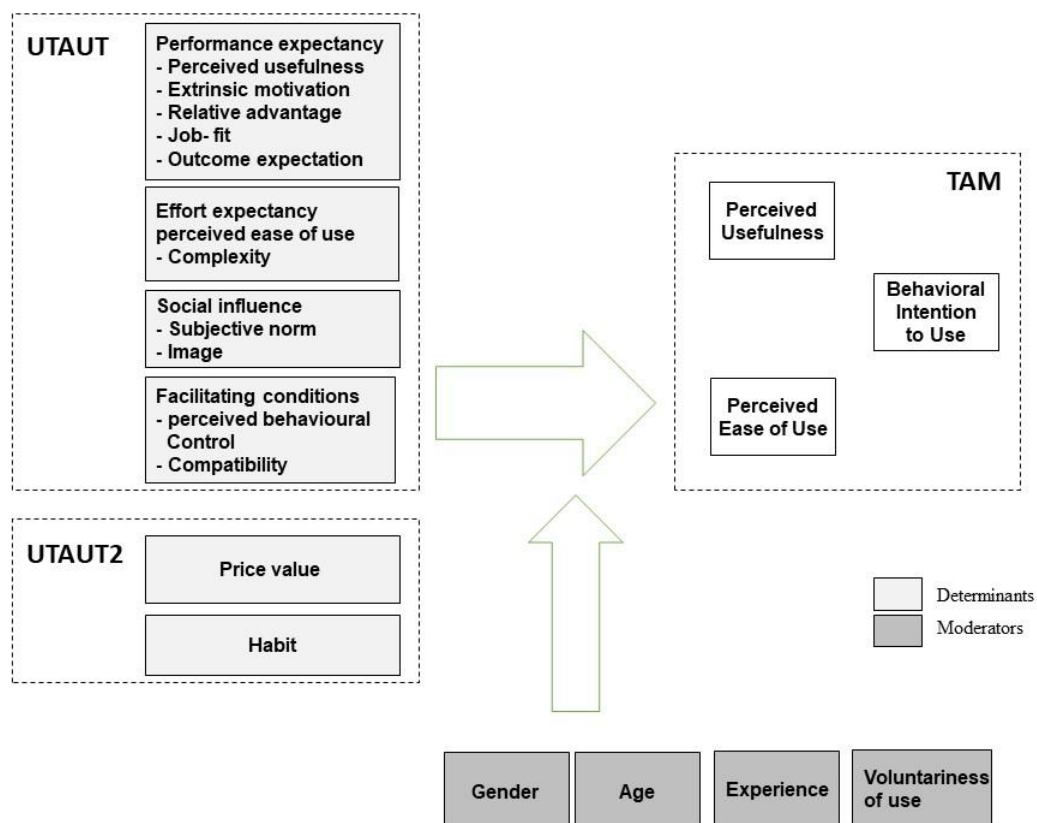 UTAUT
Performance expectancy
- Perceived usefulness
- Extrinsic motivation
- Relative advantage
- Job- fit
- Outcome expectation
Effort expectancy
perceived ease of use
- Complexity
Social influence
- Subjective norm
- Image
Facilitating conditions
- perceived behavioural
Control
- Compatibility
UTAUT2
Price value
Habit
TAM
Perceived
Usefulness
Behavioral
Intention
to Use
Perceived
Ease of Use
Determinants
Moderators
Gender
Age
Experience
Voluntariness
of use